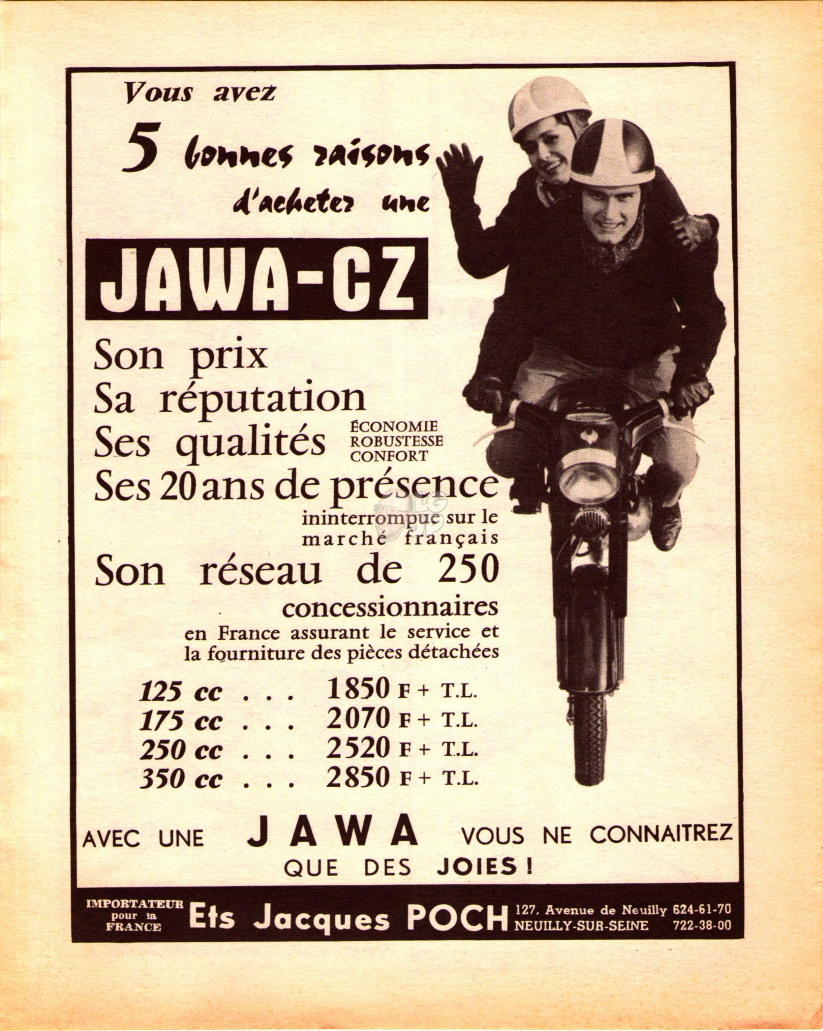 Vous avez
5 bonnes raisons
d'acheter une
JAWA-CZ
Son prix
Sa réputation
Ses qualités ÉCONOMIE
ROBUSTESSE
CONFORT
Ses 20 ans de présence
ininterrompue sur le
marché français
Son réseau de 250
concessionnaires
en France assurant le service et
la fourniture des pièces détachées
125 cc . . . 1850 F + T.L.
175 cc . . . 2070 F + T.L.
250 cc . . . 2520 F + T.L.
350 cc . . . 2850 F + T.L.
AVEC UNE JAWA VOUS NE CONNAITREZ
QUE DES JOIES !
IMPORTATEUR
pour la
FRANCE
Ets Jacques POCH
127, Avenue de Neuilly 624-61-70
NEUILLY-SUR-SEINE 722-38-00